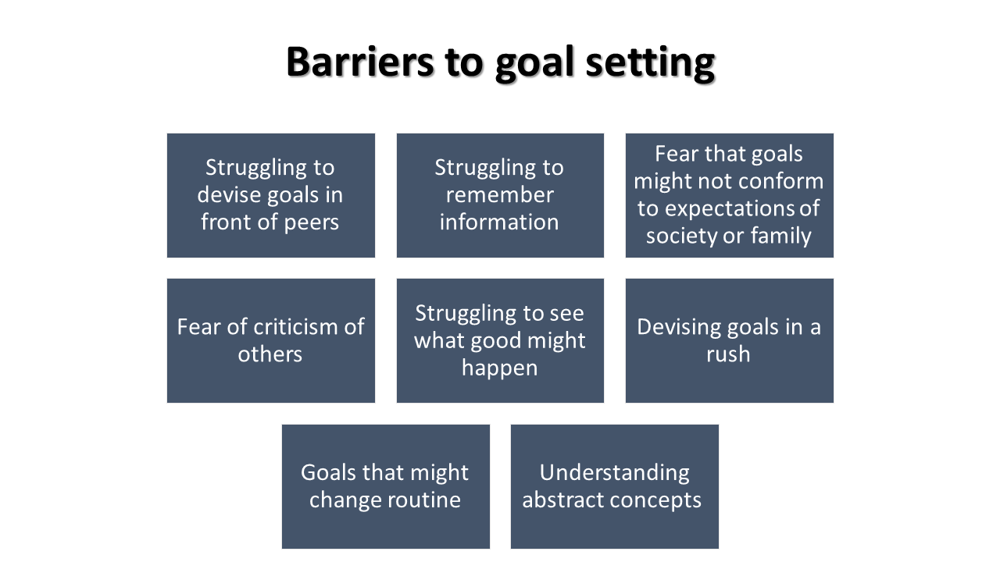 Barriers to goal setting
Struggling to
devise goals in
front of peers
Struggling to
remember
information
Fear that goals
might not conform
to expectations of
society or family
Fear of criticism of
others
Struggling to see
what good might
happen
Devising goals in a
rush
Goals that might
change routine
Understanding
abstract concepts